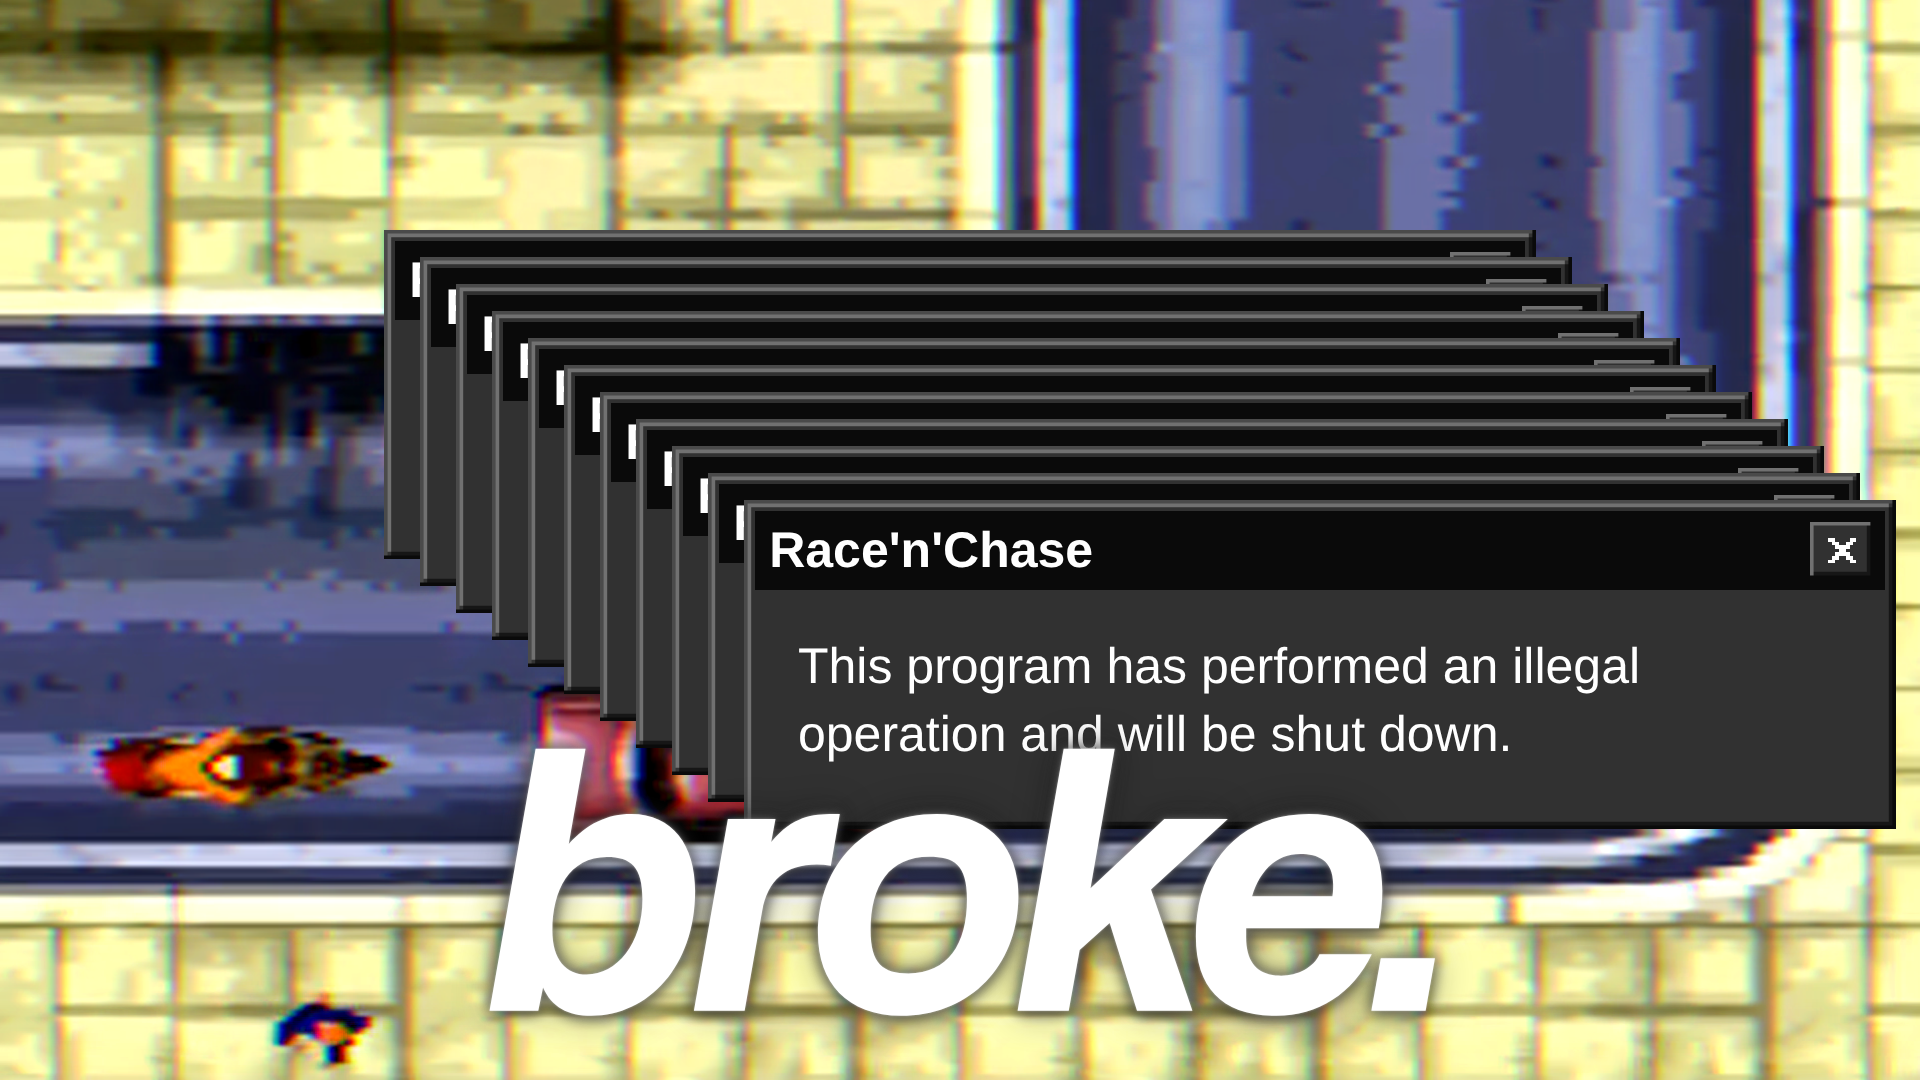 Race'n'Chase
This program has performed an illegal
operation and will be shut down.
broke.